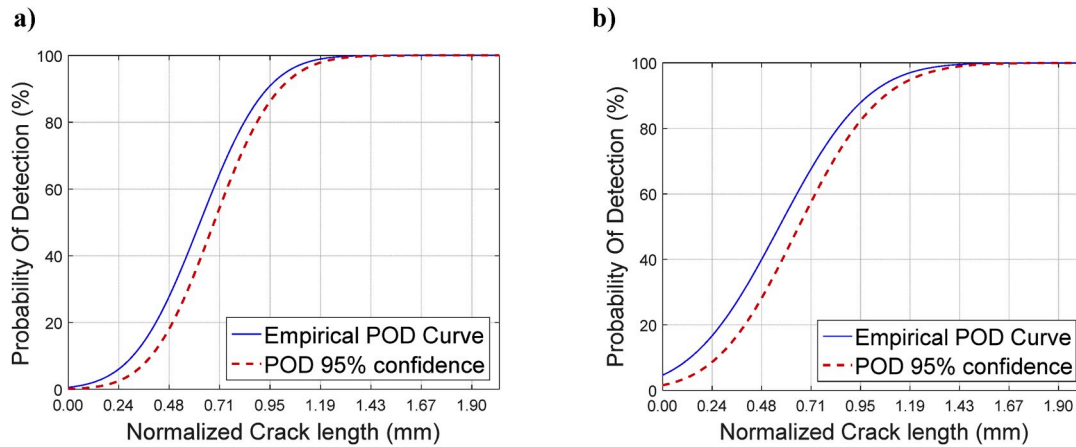 a)
100
80
60
40
20
0
Probability Of Detection (%)
Empirical POD Curve
POD 95% confidence
0.00 0.24 0.48 0.71 0.95 1.19 1.43 1.67 1.90
Normalized Crack length (mm)
b)
100
80
60
40
20
0
Probability Of Detection (%)
Empirical POD Curve
POD 95% confidence
0.00 0.24 0.48 0.71 0.95 1.19 1.43 1.67 1.90
Normalized Crack length (mm)